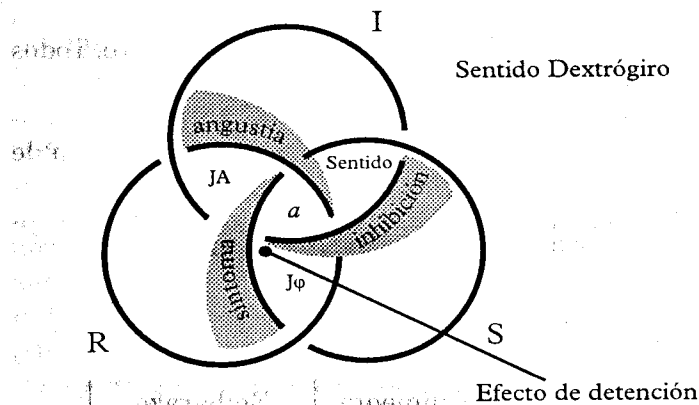 I
Sentido Dextrógiro
angustia
Sentido
JA
inhibición
a
síntoma
Jφ
R
S
Efecto de detención